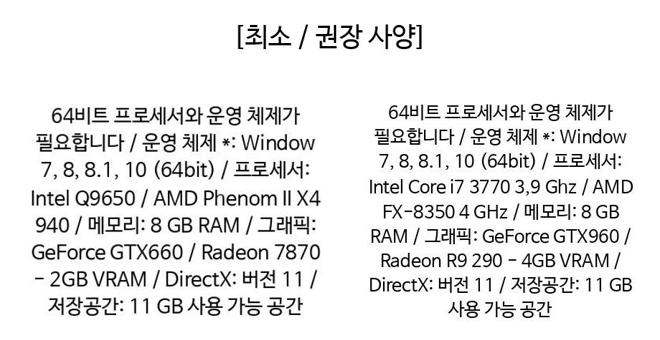 [최소 / 권장 사양]
64비트 프로세서와 운영 체제가
필요합니다 / 운영 체제 *: Window
7, 8, 8.1, 10 (64bit) / 프로세서:
Intel Q9650 / AMD Phenom II X4
940 / 메모리: 8 GB RAM / 그래픽:
GeForce GTX660 / Radeon 7870
- 2GB VRAM / DirectX: 버전 11 /
저장공간: 11 GB 사용 가능 공간
64비트 프로세서와 운영 체제가
필요합니다 / 운영 체제 *: Window
7, 8, 8.1, 10 (64bit) / 프로세서:
Intel Core i7 3770 3,9 Ghz / AMD
FX-8350 4 GHz / 메모리: 8 GB
RAM / 그래픽: GeForce GTX960 /
Radeon R9 290 - 4GB VRAM /
DirectX: 버전 11 / 저장공간: 11 GB
사용 가능 공간